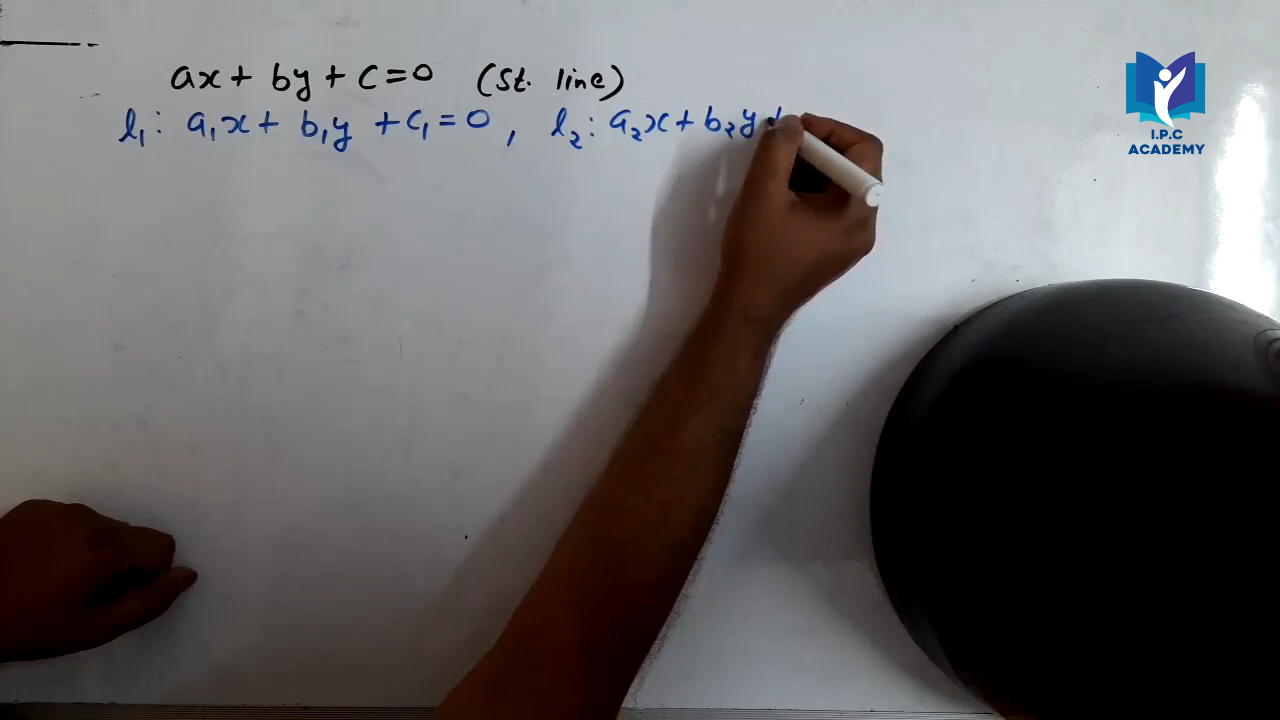 ax + by + c = 0 (St. line)
l₁: a₁x + b₁y + c₁ = 0 , l₂: a₂x + b₂y +
I.P.C
ACADEMY